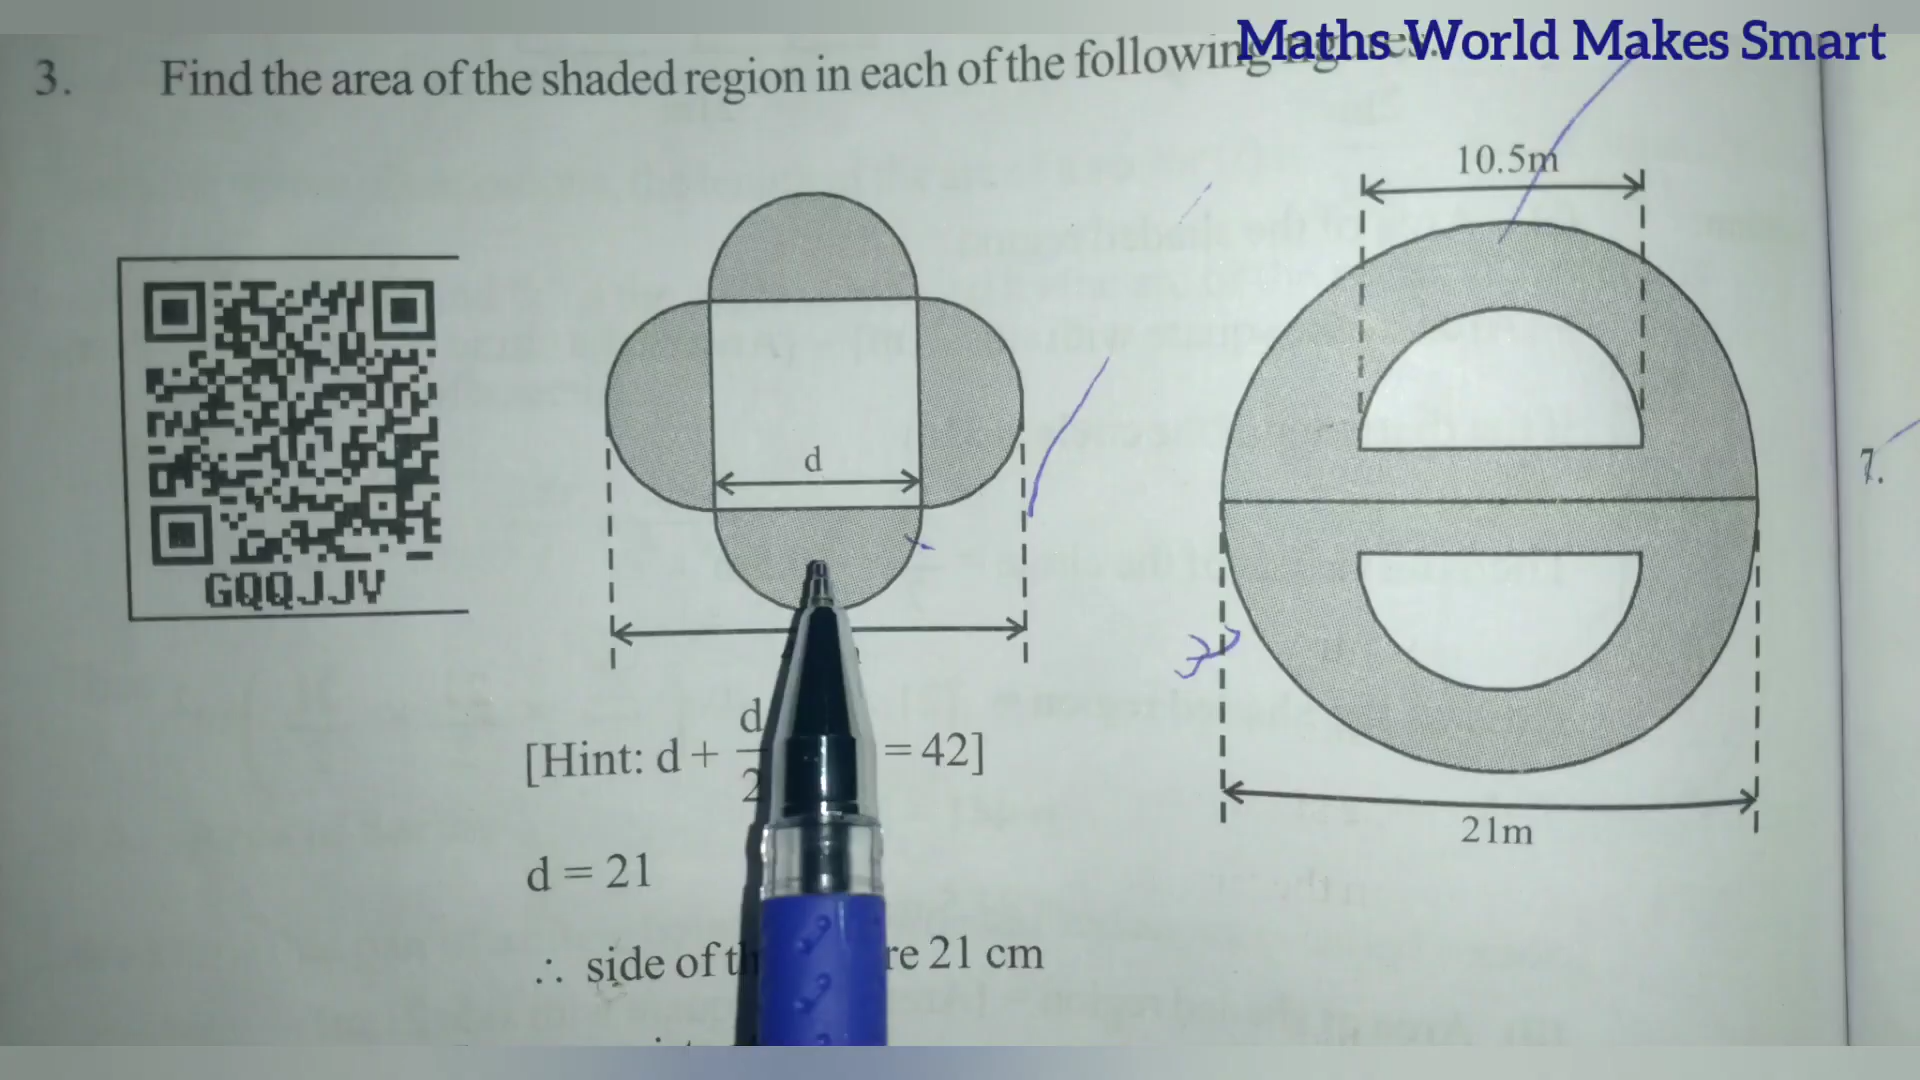 Maths World Makes Smart
3. Find the area of the shaded region in each of the following
10.5m
GQQJJV
d
7.
[Hint: d + d/2 = 42]
21m
d = 21
∴ side of 21 cm